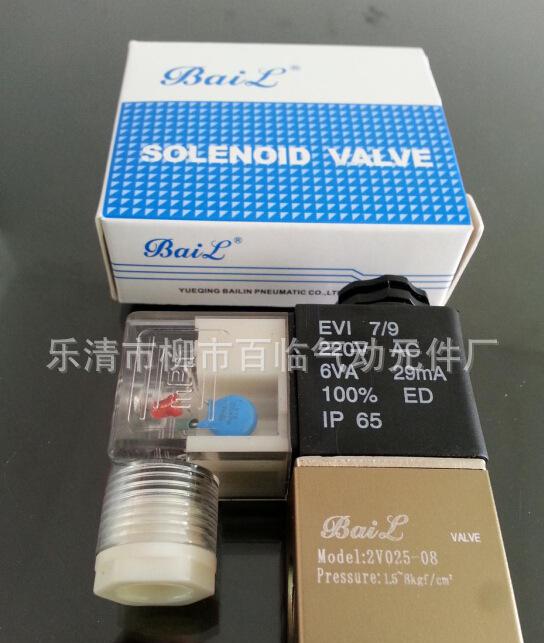 BaiL®
SOLENOID VALVE
BaiL®
YUEQING BAILIN PNEUMATIC CO.,LTD
乐清市柳市百临气动元件厂
EVI 7/9
220V AC
6VA 29mA
100% ED
IP 65
BaiL VALVE
Model:2V025-08
Pressure: 1.5~8kgf/cm²